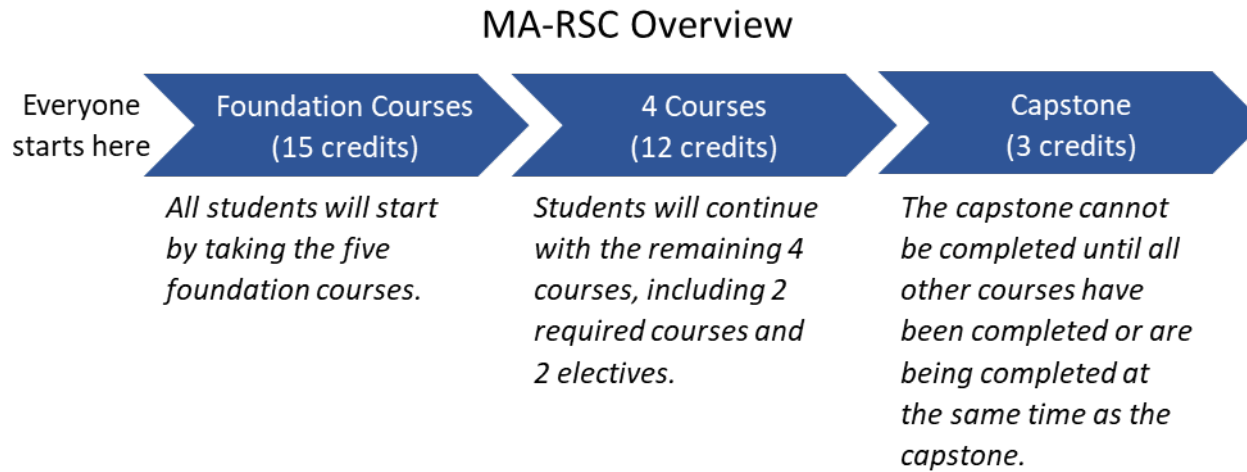 MA-RSC Overview
Everyone
starts here
Foundation Courses
(15 credits)
4 Courses
(12 credits)
Capstone
(3 credits)
All students will start
by taking the five
foundation courses.
Students will continue
with the remaining 4
courses, including 2
required courses and
2 electives.
The capstone cannot
be completed until all
other courses have
been completed or are
being completed at
the same time as the
capstone.